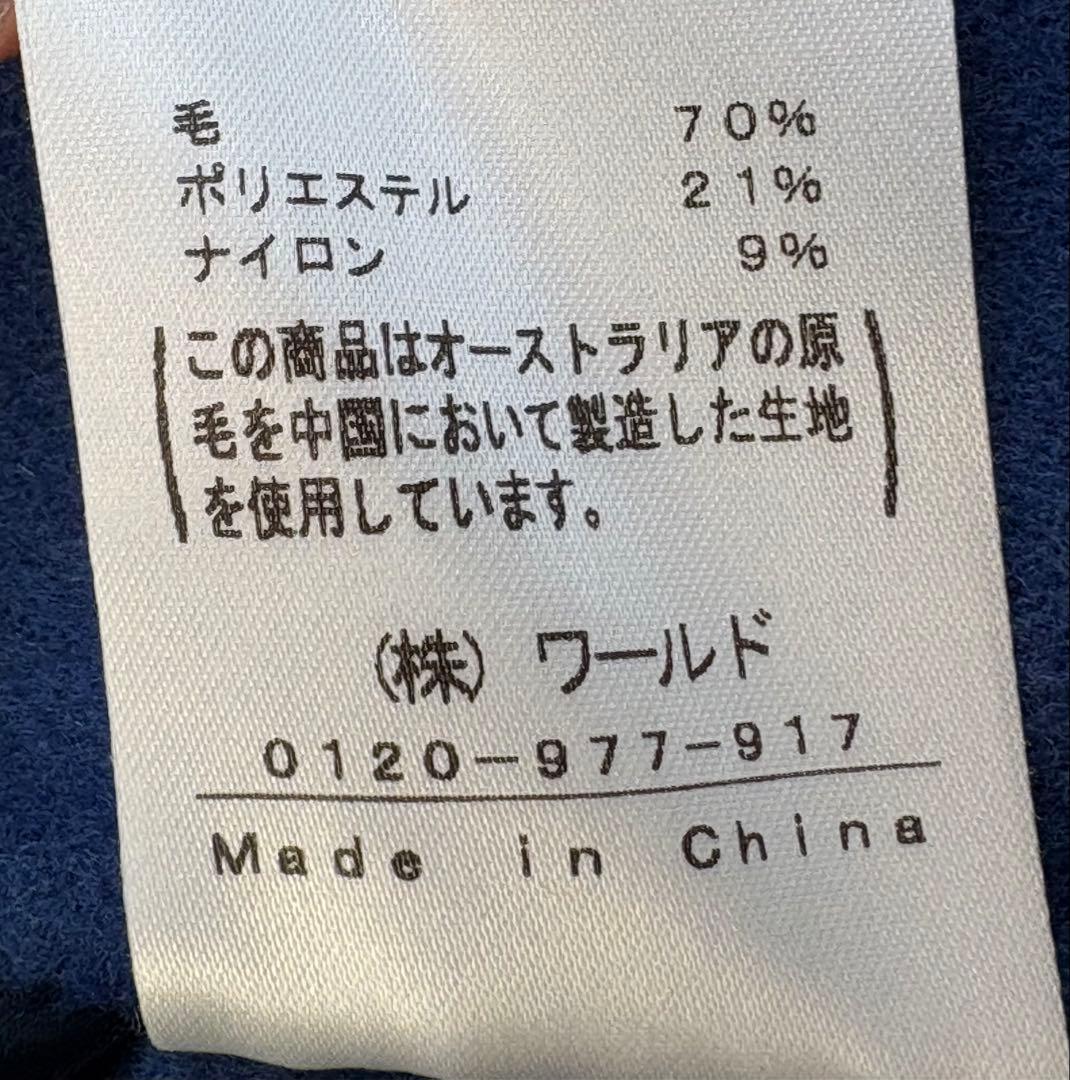 毛 70%
ポリエステル 21%
ナイロン 9%
この商品はオーストラリアの原
毛を中国において製造した生地
を使用しています。
(株) ワールド
0120-977-917
Made in China